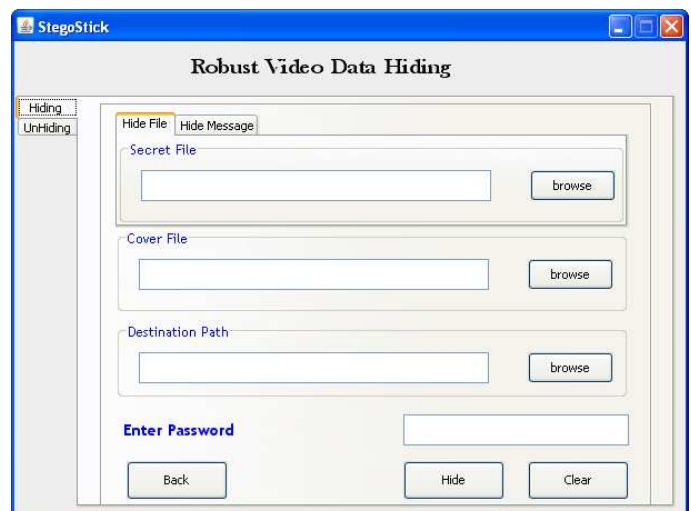 StegoStick
Robust Video Data Hiding
Hiding
UnHiding
Hide File Hide Message
Secret File
browse
Cover File
browse
Destination Path
browse
Enter Password
Back Hide Clear